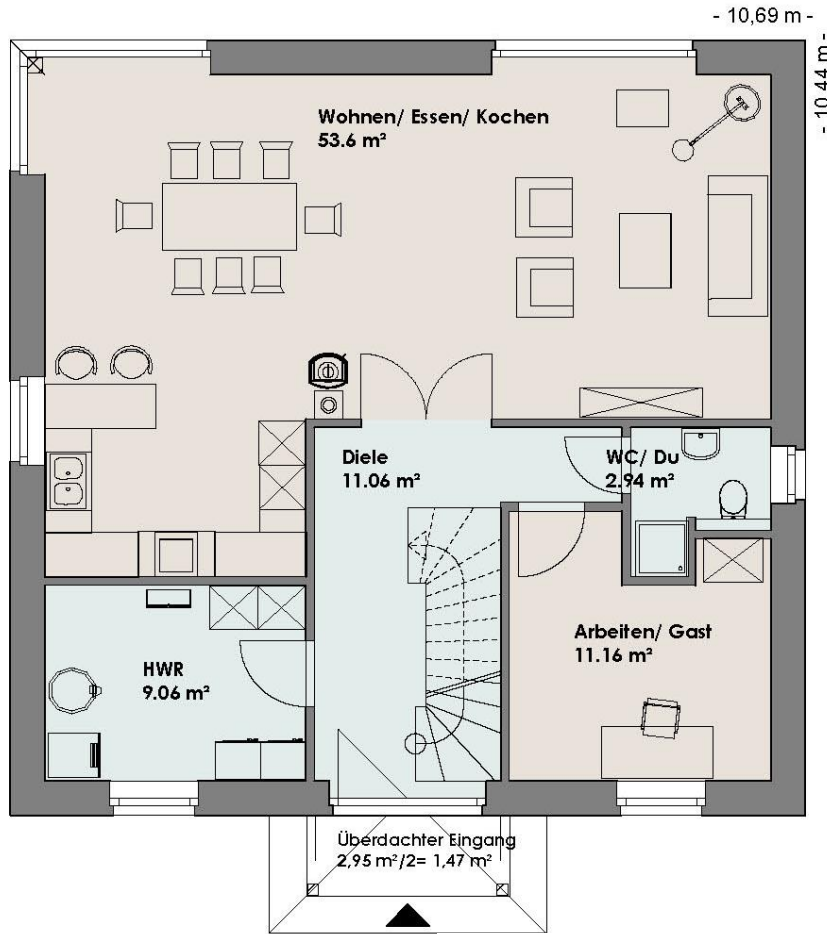 - 10,69 m -
- 10,44 m -
Wohnen/ Essen/ Kochen
53.6 m²
Diele
11.06 m²
WC/ Du
2.94 m²
Arbeiten/ Gast
11.16 m²
HWR
9.06 m²
Überdachter Eingang
2,95 m²/2= 1,47 m²